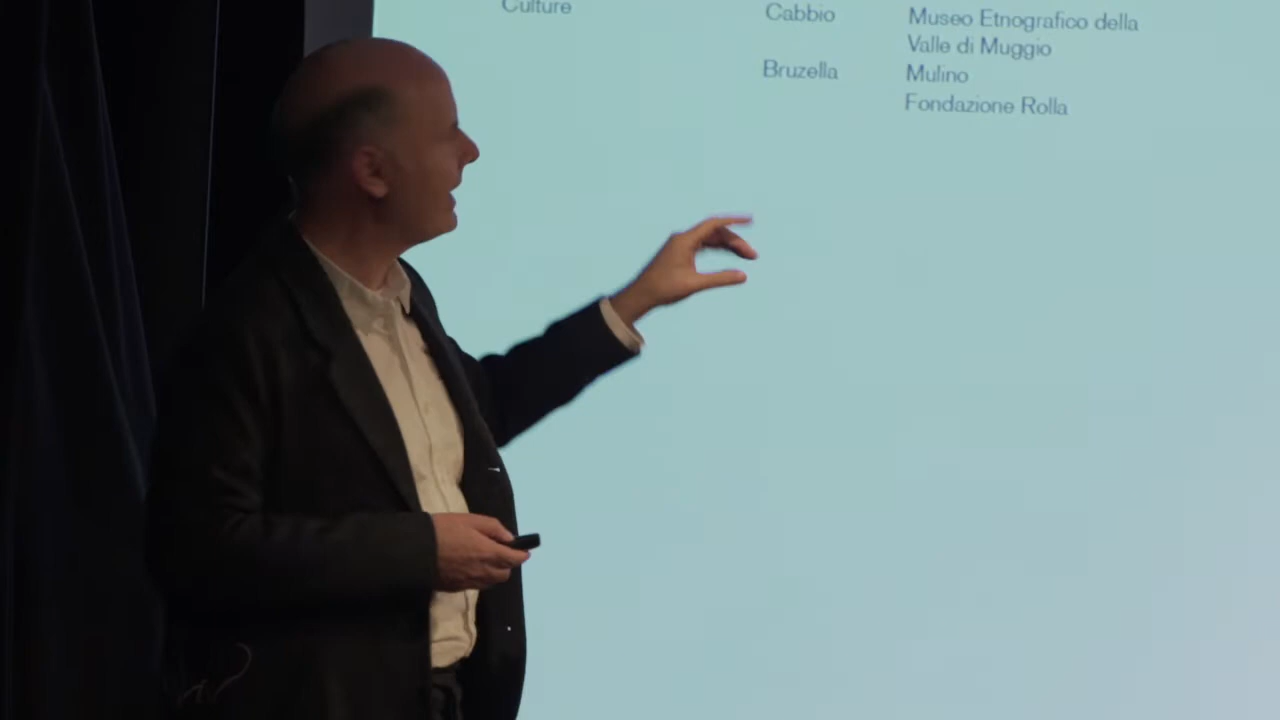 Culture
Cabbio
Museo Etnografico della
Valle di Muggio
Bruzella
Mulino
Fondazione Rolla